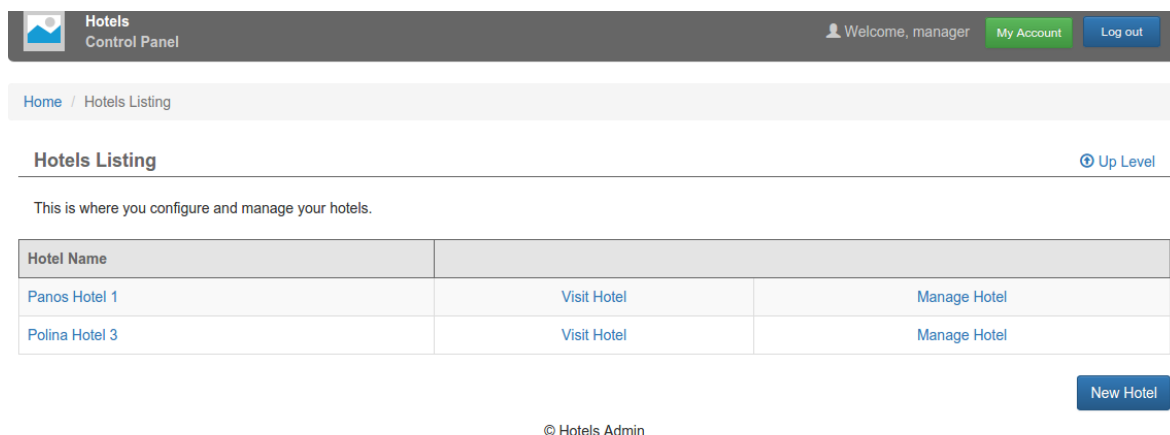 Hotels
Control Panel
Welcome, manager My Account Log out
Home / Hotels Listing
Hotels Listing Up Level
This is where you configure and manage your hotels.
Hotel Name
Panos Hotel 1 Visit Hotel Manage Hotel
Polina Hotel 3 Visit Hotel Manage Hotel
New Hotel
© Hotels Admin